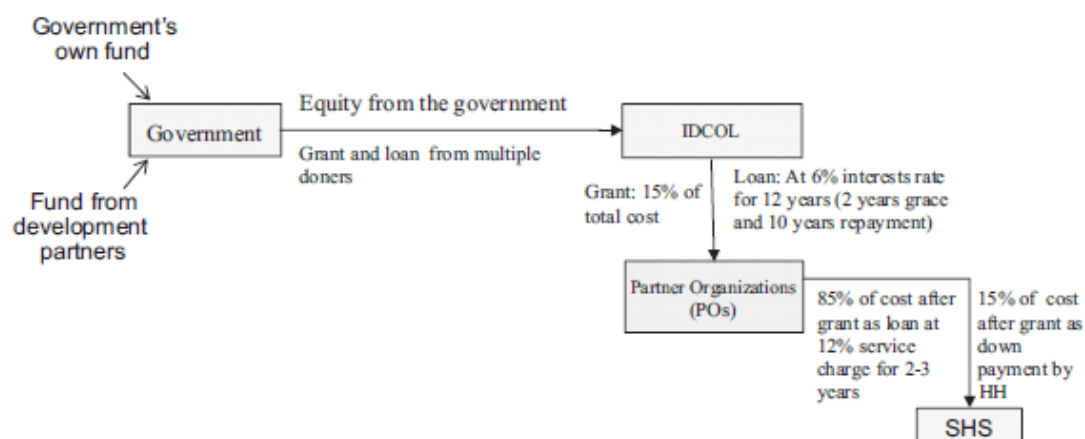 Government's
own fund
Government
Fund from
development
partners
Equity from the government
Grant and loan from multiple
doners
IDCOL
Grant: 15% of
total cost
Loan: At 6% interests rate
for 12 years (2 years grace
and 10 years repayment)
Partner Organizations
(POs)
85% of cost after
grant as loan at
12% service
charge for 2-3
years
15% of cost
after grant as
down
payment by
HH
SHS